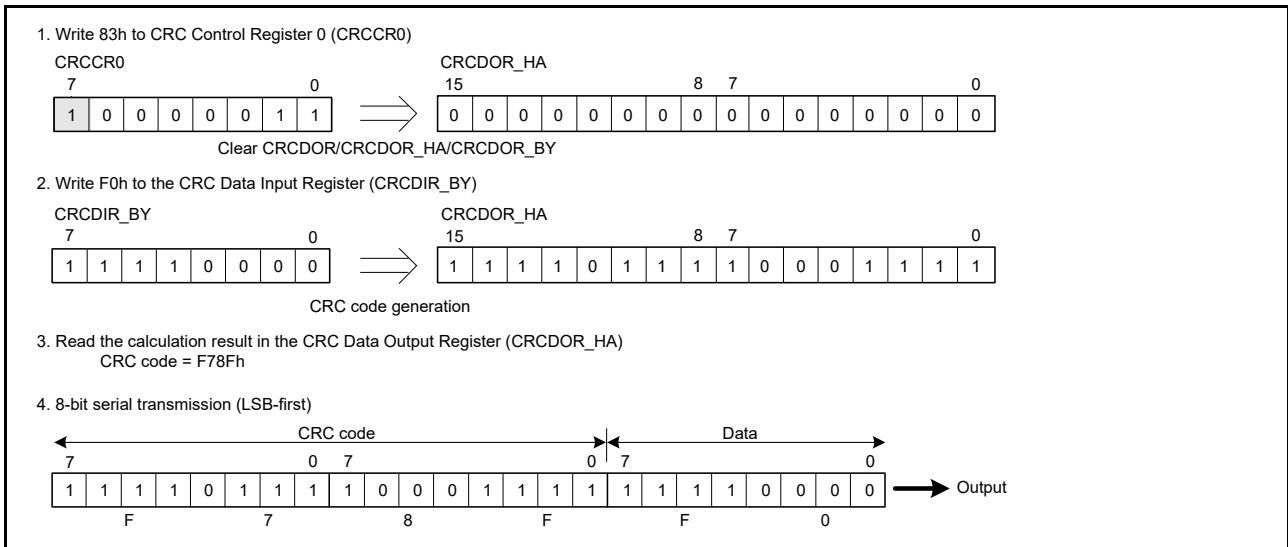 1. Write 83h to CRC Control Register 0 (CRCCR0)
CRCCR0 CRCDOR_HA
7 0 15 8 7 0
1 0 0 0 0 0 1 1 0 0 0 0 0 0 0 0 0 0 0 0 0 0 0 0
Clear CRCDOR/CRCDOR_HA/CRCDOR_BY
2. Write F0h to the CRC Data Input Register (CRCDIR_BY)
CRCDIR_BY CRCDOR_HA
7 0 15 8 7 0
1 1 1 1 0 0 0 0 1 1 1 1 0 1 1 1 1 0 0 0 1 1 1 1
CRC code generation
3. Read the calculation result in the CRC Data Output Register (CRCDOR_HA)
CRC code = F78Fh
4. 8-bit serial transmission (LSB-first)
CRC code Data
7 0 7 0 7 0
1 1 1 1 0 1 1 1 1 0 0 0 1 1 1 1 1 1 1 1 0 0 0 0 Output
F 7 8 F F 0